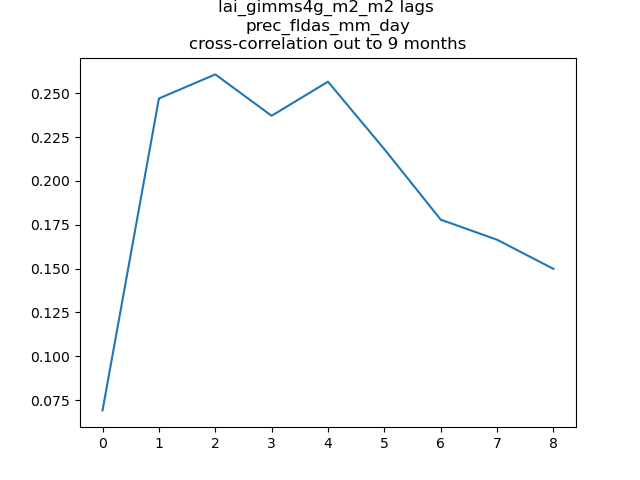 lai_gimms4g_m2_m2 lags
prec_fldas_mm_day
cross-correlation out to 9 months
0.250
0.225
0.200
0.175
0.150
0.125
0.100
0.075
0 1 2 3 4 5 6 7 8